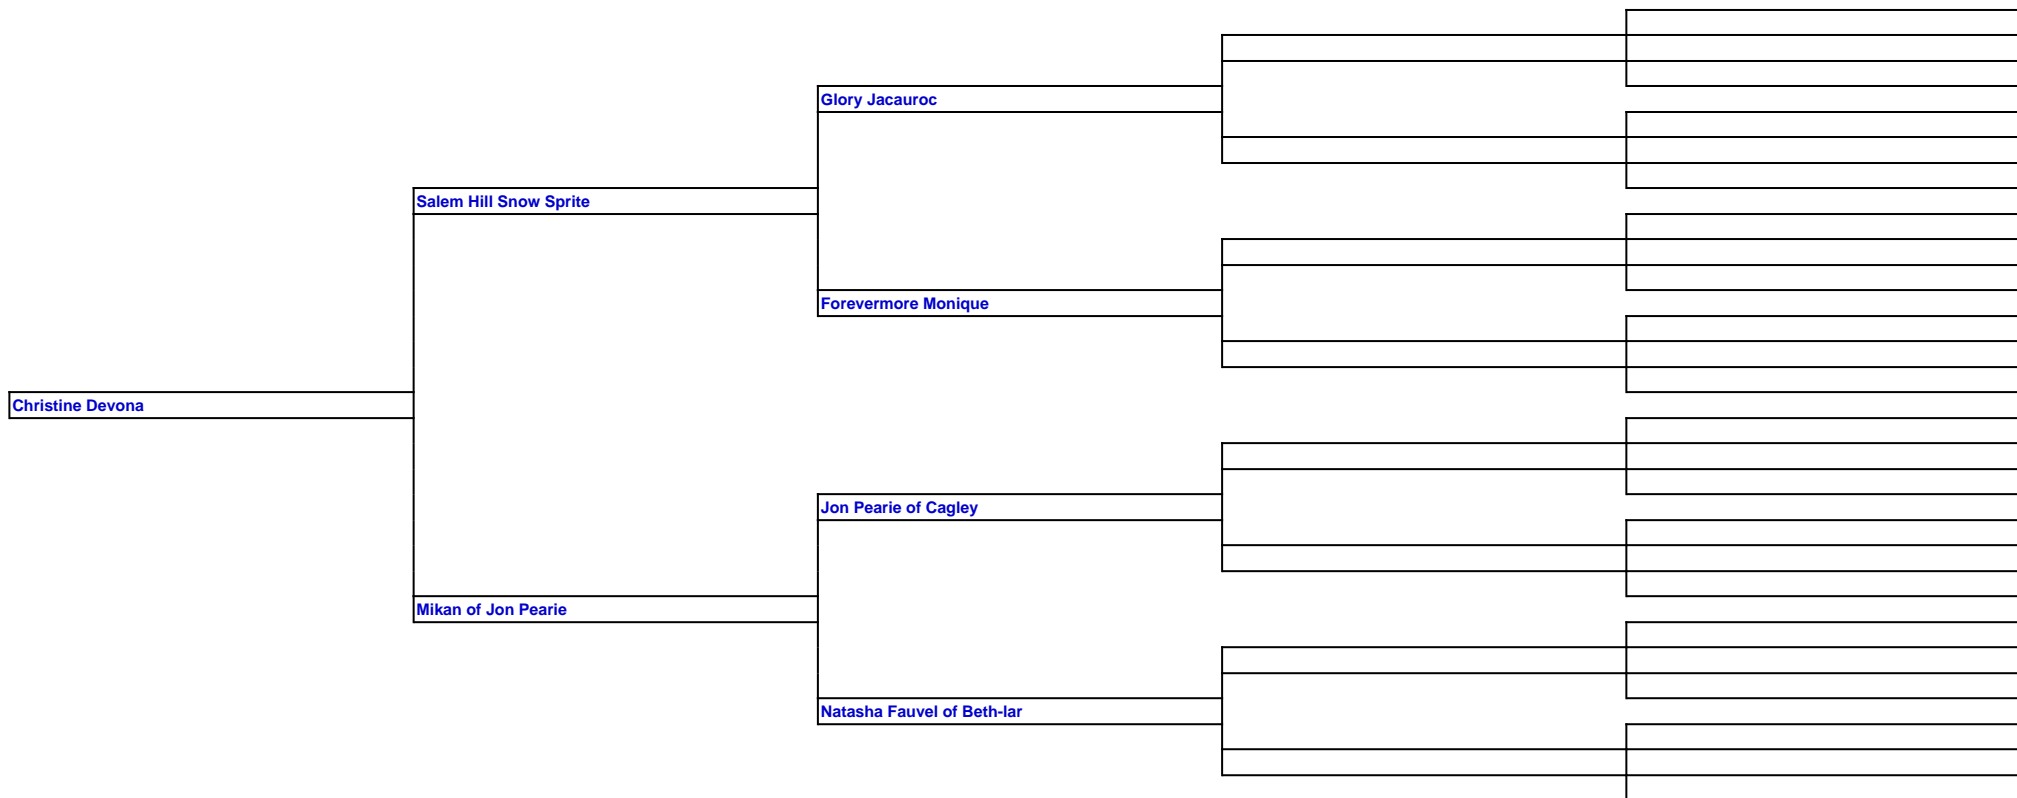 Glory Jacauroc
Salem Hill Snow Sprite
Forevermore Monique
Christine Devona
Jon Pearie of Cagley
Mikan of Jon Pearie
Natasha Fauvel of Beth-lar